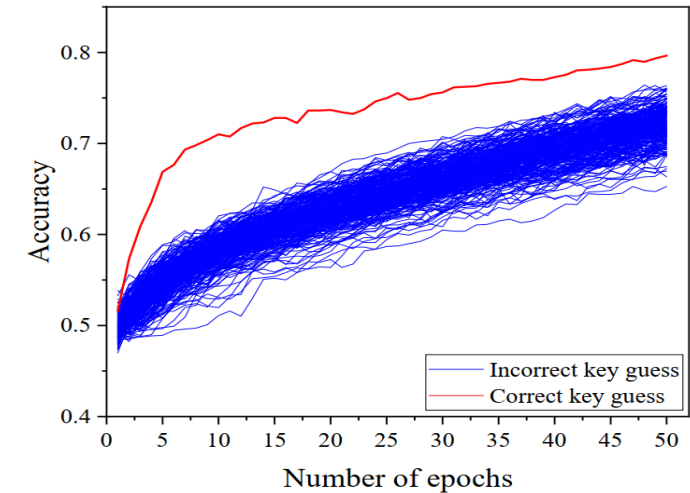 0.8
0.7
0.6
0.5
0.4
Accuracy
Incorrect key guess
Correct key guess
0 5 10 15 20 25 30 35 40 45 50
Number of epochs